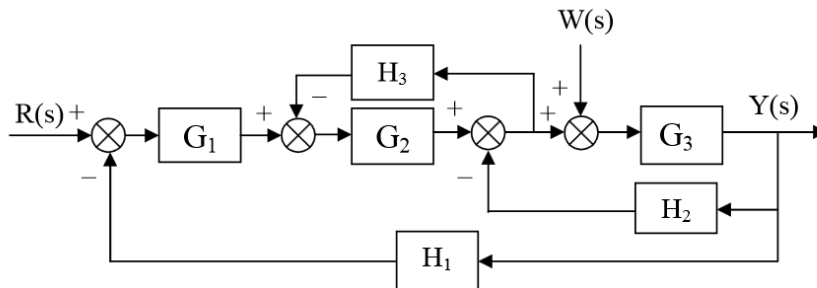 W(s)
H₃
R(s) + + − + + + Y(s)
G₁ G₂ G₃
− −
H₂
H₁